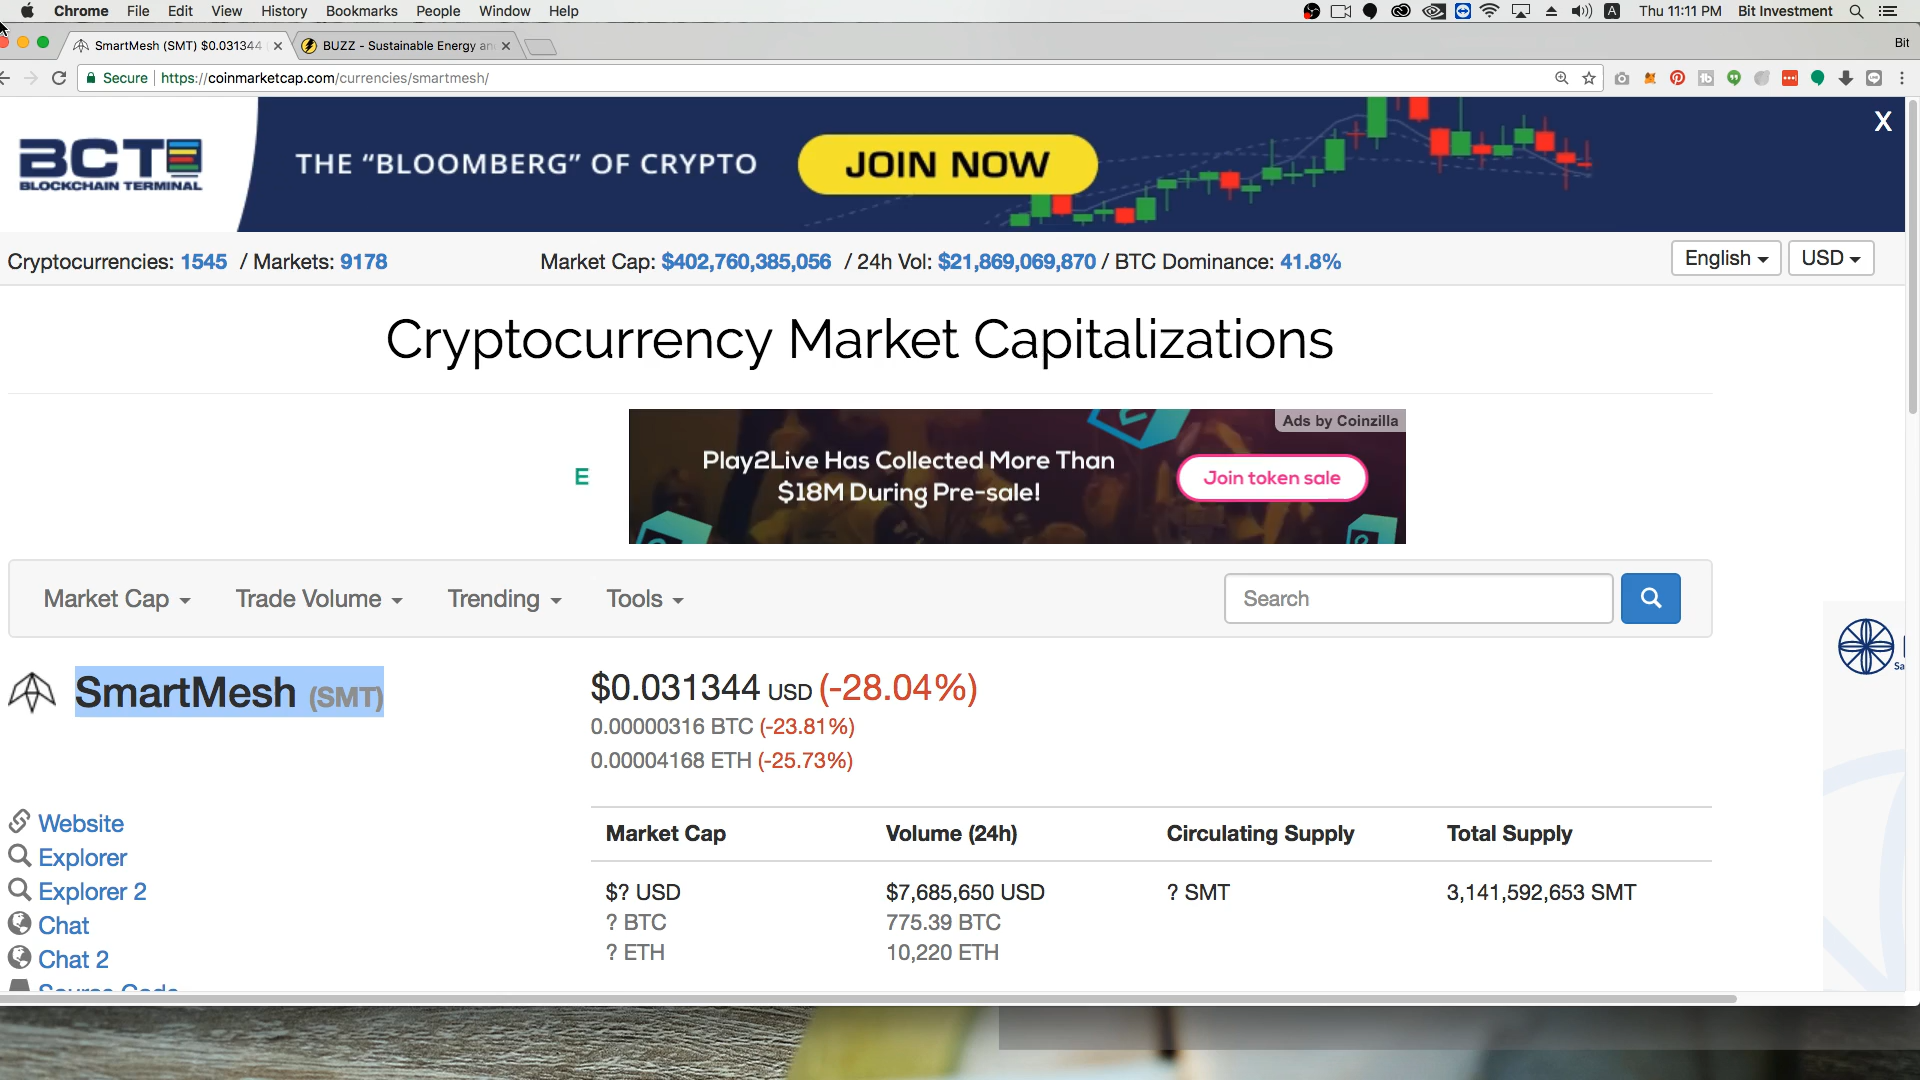 Chrome File Edit View History Bookmarks People Window Help A Thu 11:11 PM Bit Investment
SmartMesh (SMT) $0.031344 BUZZ - Sustainable Energy an Bit
Secure https://coinmarketcap.com/currencies/smartmesh/
BCT
BLOCKCHAIN TERMINAL
THE “BLOOMBERG” OF CRYPTO
JOIN NOW
X
Cryptocurrencies: 1545 / Markets: 9178 Market Cap: $402,760,385,056 / 24h Vol: $21,869,069,870 / BTC Dominance: 41.8% English USD
Cryptocurrency Market Capitalizations
Ads by Coinzilla
E
Play2Live Has Collected More Than
$18M During Pre-sale!
Join token sale
Market Cap Trade Volume Trending Tools Search
SmartMesh (SMT) $0.031344 USD (-28.04%)
0.00000316 BTC (-23.81%)
0.00004168 ETH (-25.73%)
Website
Explorer
Explorer 2
Chat
Chat 2
Source Code
Market Cap Volume (24h) Circulating Supply Total Supply
$? USD $7,685,650 USD ? SMT 3,141,592,653 SMT
? BTC 775.39 BTC
? ETH 10,220 ETH